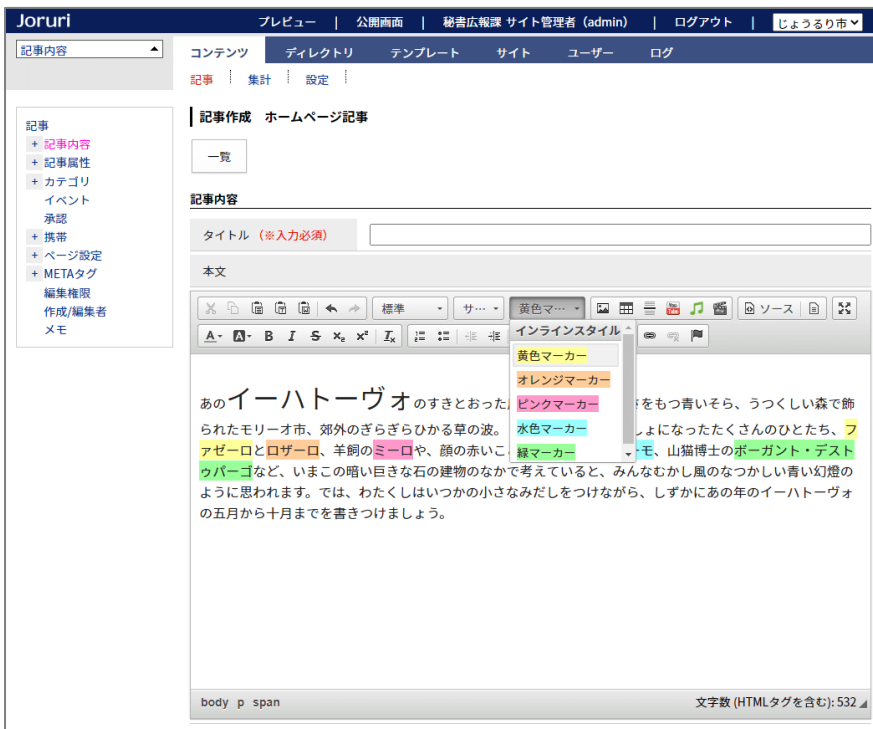 Joruri
プレビュー | 公開画面 | 秘書広報課 サイト管理者（admin） | ログアウト | じょうるり市
記事内容
コンテンツ ディレクトリ テンプレート サイト ユーザー ログ
記事 集計 設定
記事
+ 記事内容
+ 記事属性
+ カテゴリ
イベント
承認
+ 携帯
+ ページ設定
+ METAタグ
編集権限
作成/編集者
メモ
記事作成 ホームページ記事
一覧
記事内容
タイトル （※入力必須）
本文
標準 サ… 黄色マ… ソース
インラインスタイル
黄色マーカー
オレンジマーカー
ピンクマーカー
水色マーカー
緑マーカー
あのイーハトーヴォのすきとおった をもつ青いそら、うつくしい森で飾
られたモリーオ市、郊外のぎらぎらひかる草の波。 しょになったたくさんのひとたち、フ
ァゼーロとロザーロ、羊飼のミーロや、顔の赤いこ ーモ、山猫博士のボーガント・デスト
ゥパーゴなど、いまこの暗い巨きな石の建物のなかで考えていると、みんなむかし風のなつかしい青い幻燈の
ように思われます。では、わたくしはいつかの小さなみだしをつけながら、しずかにあの年のイーハトーヴォ
の五月から十月までを書きつけましょう。
body p span
文字数 (HTMLタグを含む): 532